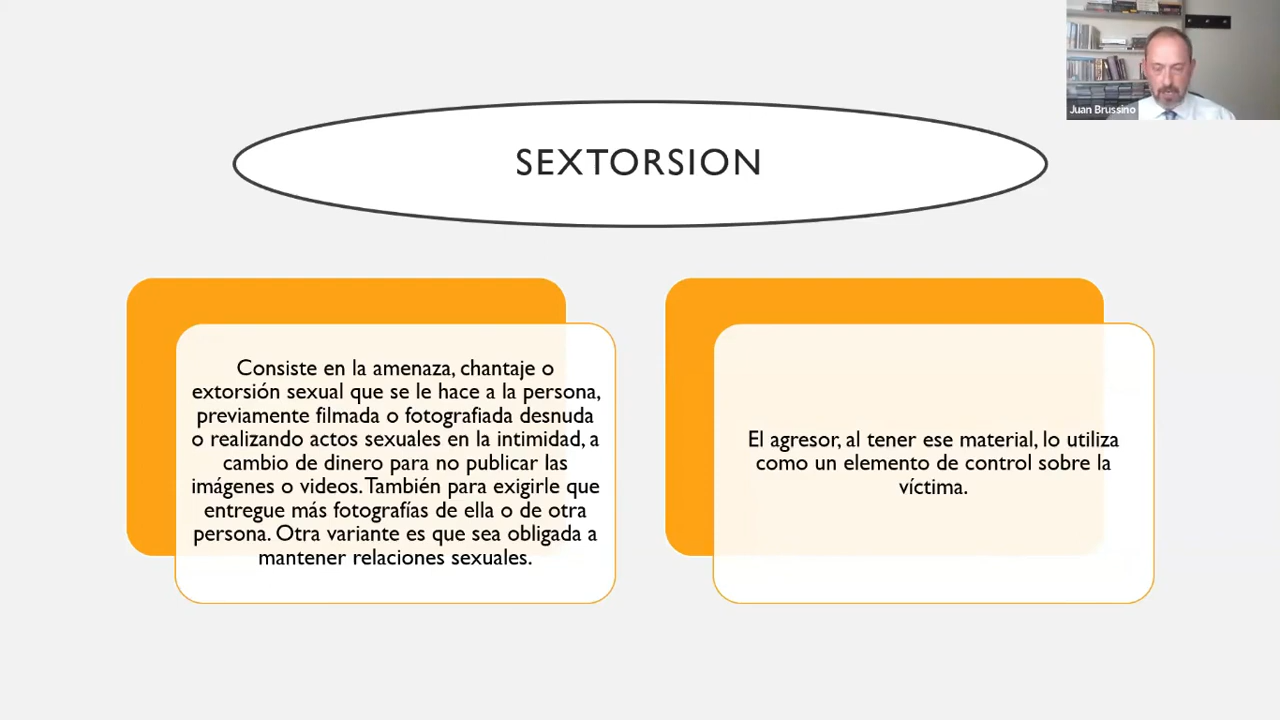 Juan Brussino
SEXTORSION
Consiste en la amenaza, chantaje o
extorsión sexual que se le hace a la persona,
previamente filmada o fotografiada desnuda
o realizando actos sexuales en la intimidad, a
cambio de dinero para no publicar las
imágenes o videos. También para exigirle que
entregue más fotografías de ella o de otra
persona. Otra variante es que sea obligada a
mantener relaciones sexuales.
El agresor, al tener ese material, lo utiliza
como un elemento de control sobre la
víctima.